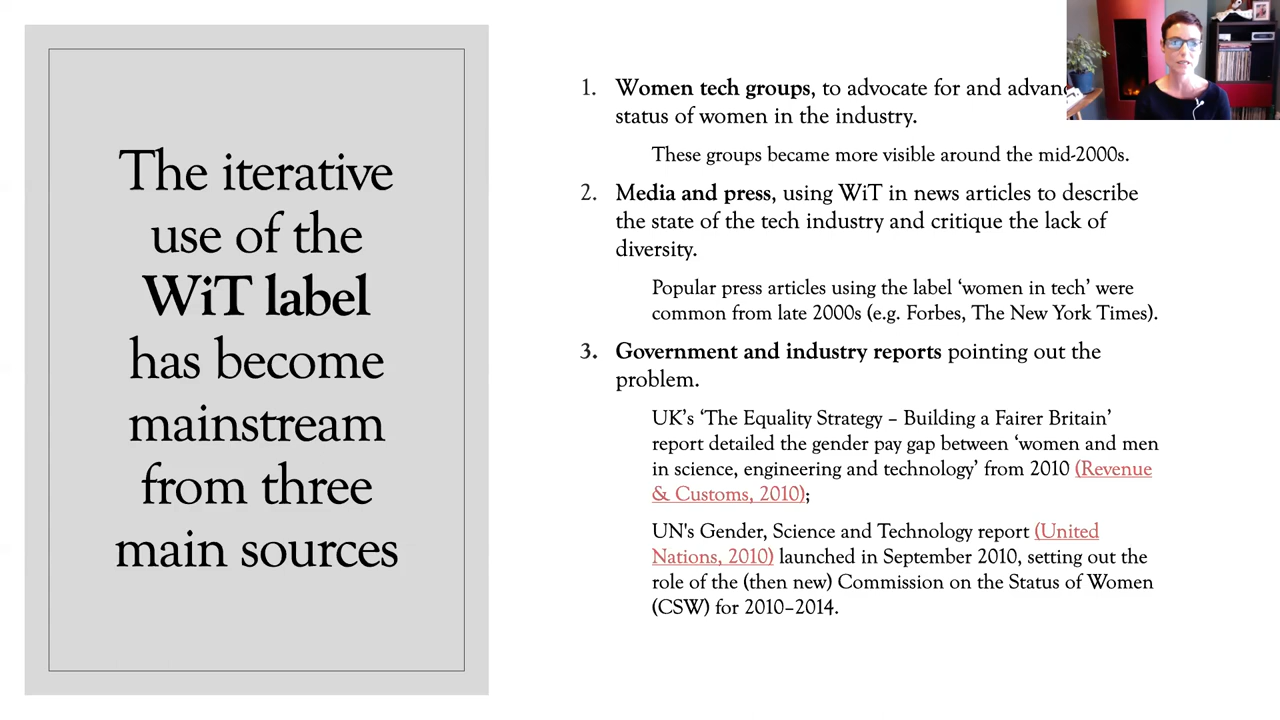 The iterative
use of the
WiT label
has become
mainstream
from three
main sources
1. Women tech groups, to advocate for and advanc
status of women in the industry.
These groups became more visible around the mid-2000s.
2. Media and press, using WiT in news articles to describe
the state of the tech industry and critique the lack of
diversity.
Popular press articles using the label ‘women in tech’ were
common from late 2000s (e.g. Forbes, The New York Times).
3. Government and industry reports pointing out the
problem.
UK’s ‘The Equality Strategy – Building a Fairer Britain’
report detailed the gender pay gap between ‘women and men
in science, engineering and technology’ from 2010 (Revenue
& Customs, 2010);
UN's Gender, Science and Technology report (United
Nations, 2010) launched in September 2010, setting out the
role of the (then new) Commission on the Status of Women
(CSW) for 2010–2014.